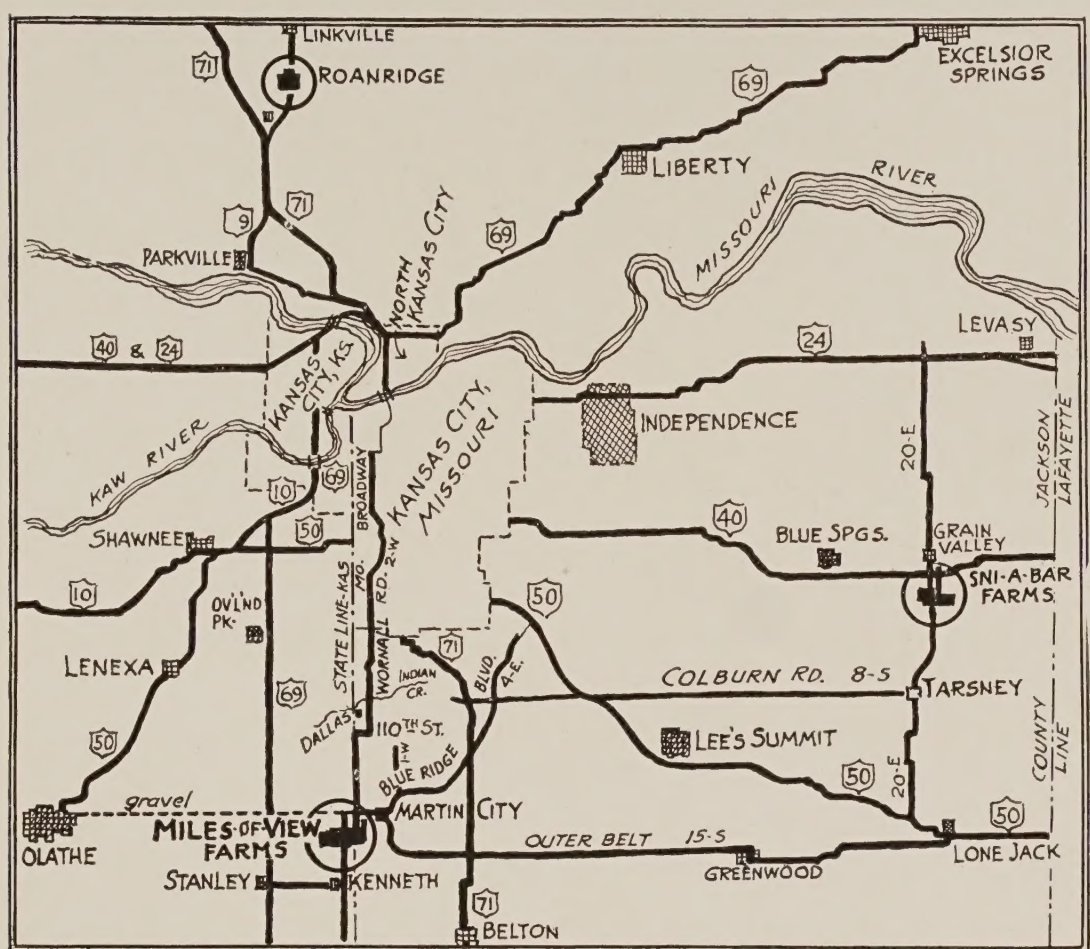 LINKVILLE
71
ROANRIDGE
EXCELSIOR
SPRINGS
69
LIBERTY
RIVER
MISSOURI
9
71
PARKVILLE
NORTH
KANSAS CITY
69
LEVASY
40 & 24
24
KANSAS
CITY, KS.
KANSAS CITY,
MISSOURI
INDEPENDENCE
KAW RIVER
20-E
JACKSON
LAFAYETTE
10
69
BROADWAY
50
SHAWNEE
40
BLUE SPGS.
GRAIN
VALLEY
SNI-A-BAR
FARMS
10
OV'L'ND
PK.
STATE LINE-KAS
MO.
WORNALL RD. 2-W
50
71
BLVD.
4-E.
LENEXA
69
INDIAN
CR.
COLBURN RD. 8-S
TARSNEY
DALLAS
110TH ST.
1-W
BLUE RIDGE
LEE'S SUMMIT
50
50
20-E
COUNTY
LINE
gravel
MARTIN CITY
MILES-OF-VIEW
FARMS
OLATHE
OUTER BELT 15-S
50
LONE JACK
GREENWOOD
STANLEY
KENNETH
71
BELTON